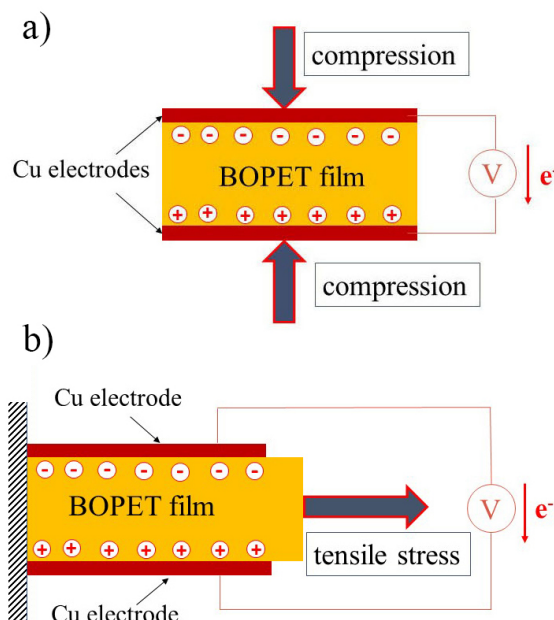 a)
compression
Cu electrodes
- - - - - - -
BOPET film
V
e-
+ + + + + + +
compression
b)
Cu electrode
- - - - - - -
BOPET film
V
e-
+ + + + + + +
tensile stress
Cu electrode